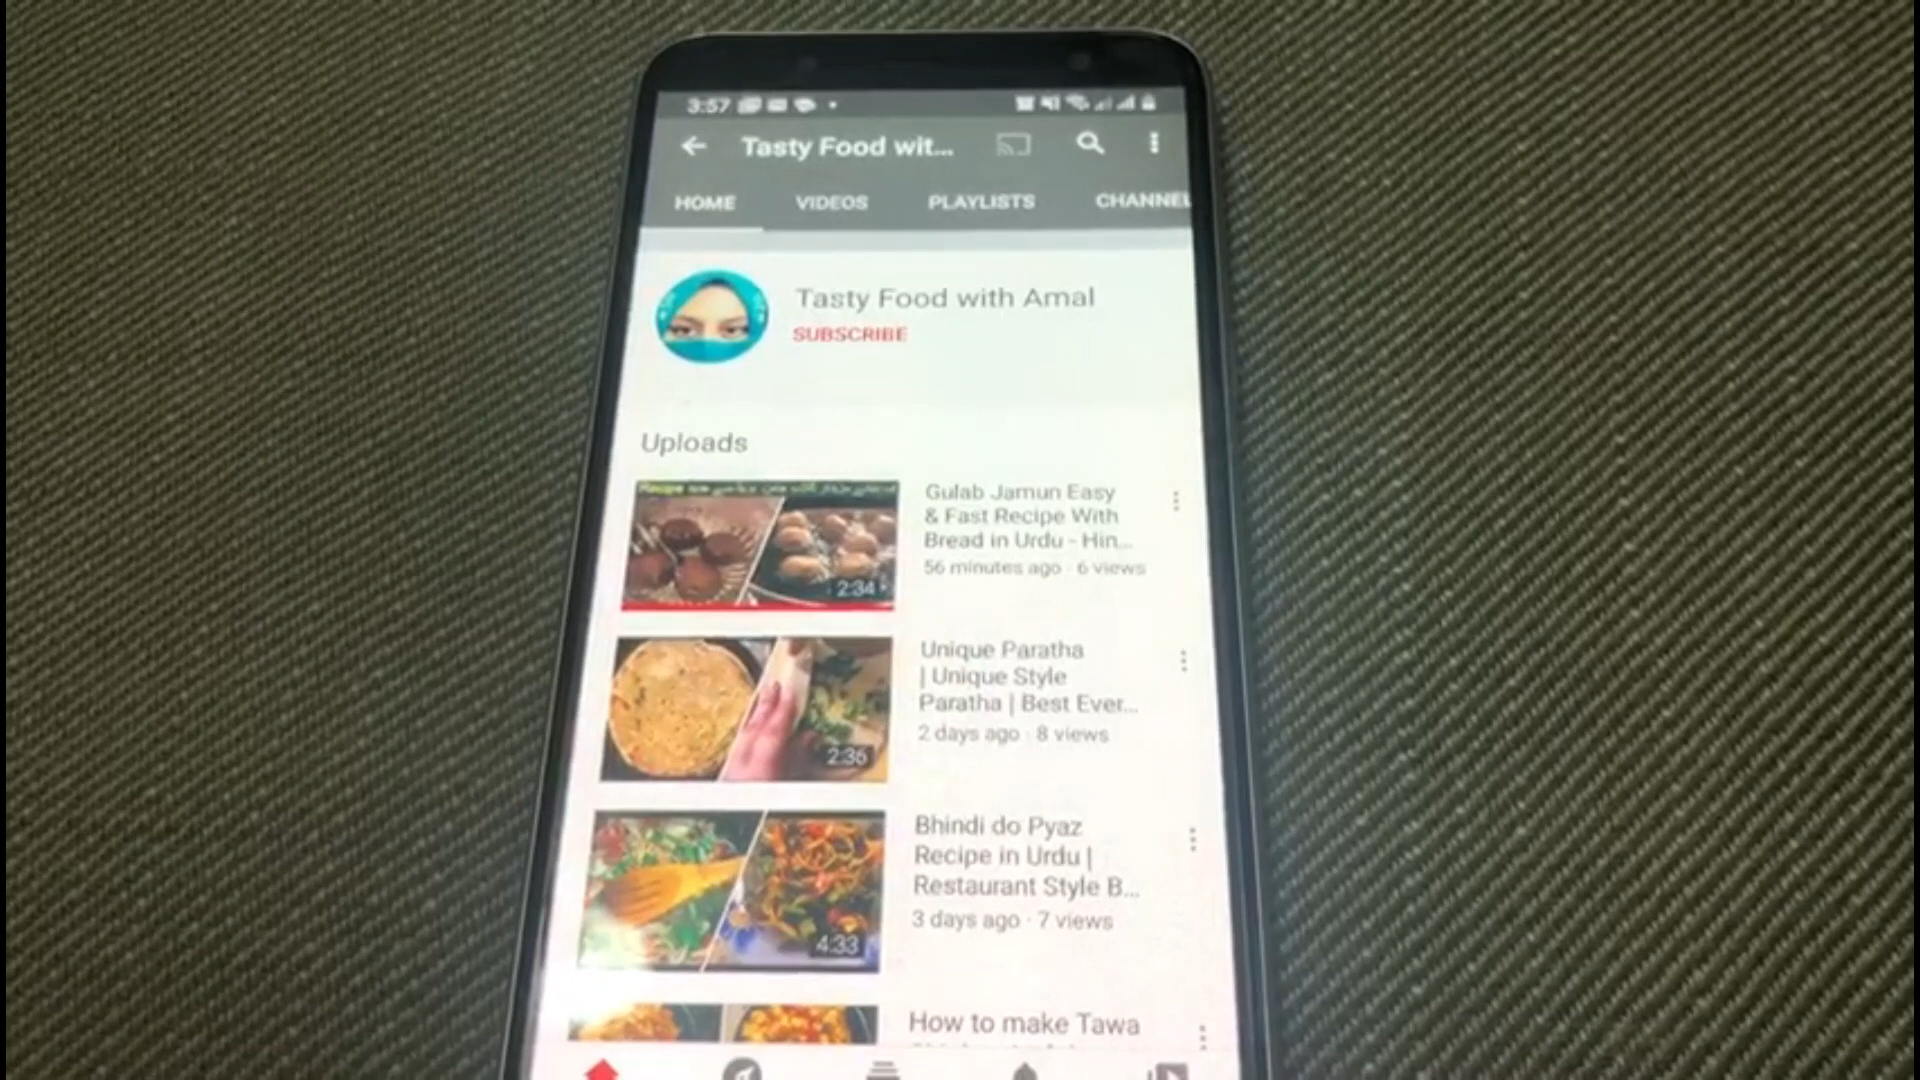 3:57
Tasty Food wit...
HOME VIDEOS PLAYLISTS CHANNEL
Tasty Food with Amal
SUBSCRIBE
Uploads
Recipe
2:34
Gulab Jamun Easy
& Fast Recipe With
Bread in Urdu - Hin...
56 minutes ago · 6 views
2:36
Unique Paratha
| Unique Style
Paratha | Best Ever...
2 days ago · 8 views
4:33
Bhindi do Pyaz
Recipe in Urdu |
Restaurant Style B...
3 days ago · 7 views
How to make Tawa